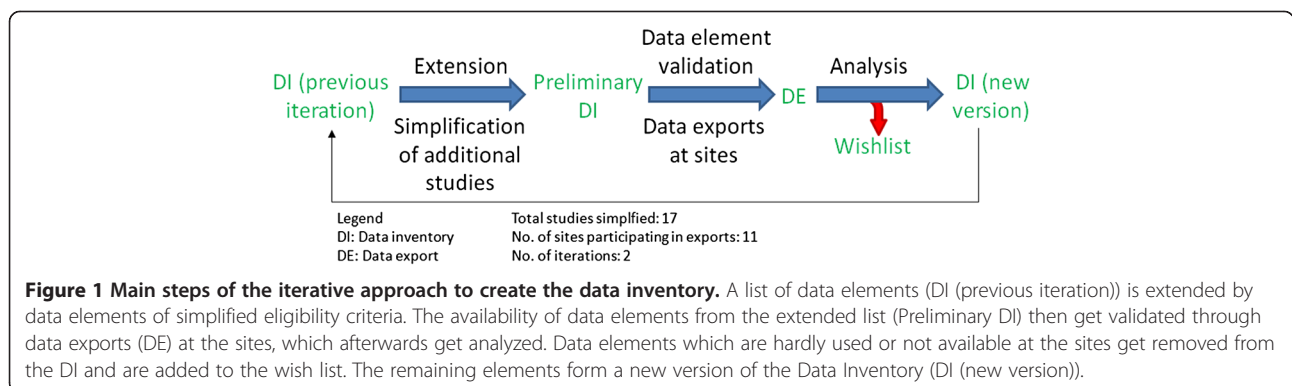 DI (previous
iteration)
Extension
Simplification
of additional
studies
Preliminary
DI
Data element
validation
Data exports
at sites
DE
Analysis
Wishlist
DI (new
version)
Legend
DI: Data inventory
DE: Data export
Total studies simplfied: 17
No. of sites participating in exports: 11
No. of iterations: 2
Figure 1 Main steps of the iterative approach to create the data inventory. A list of data elements (DI (previous iteration)) is extended by
data elements of simplified eligibility criteria. The availability of data elements from the extended list (Preliminary DI) then get validated through
data exports (DE) at the sites, which afterwards get analyzed. Data elements which are hardly used or not available at the sites get removed from
the DI and are added to the wish list. The remaining elements form a new version of the Data Inventory (DI (new version)).